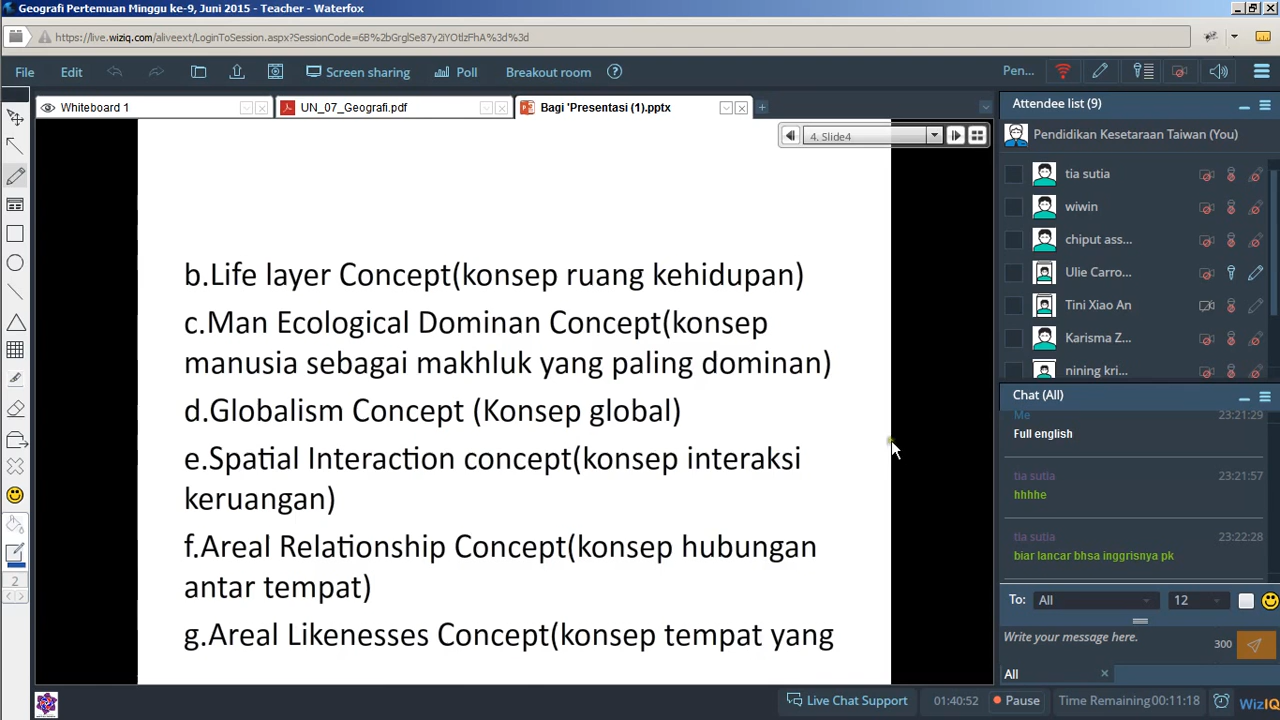 Geografi Pertemuan Minggu ke-9, Juni 2015 - Teacher - Waterfox
https://live.wiziq.com/aliveext/LoginToSession.aspx?SessionCode=6B%2bGrglSe87y2iYOtlzFhA%3d%3d
File Edit Screen sharing Poll Breakout room ? Pen...
Whiteboard 1 UN_07_Geografi.pdf Bagi 'Presentasi (1).pptx
Attendee list (9)
4. Slide4
Pendidikan Kesetaraan Taiwan (You)
tia sutia
wiwin
chiput ass...
Ulie Carro...
Tini Xiao An
Karisma Z...
nining kri...
b.Life layer Concept(konsep ruang kehidupan)
c.Man Ecological Dominan Concept(konsep
manusia sebagai makhluk yang paling dominan)
d.Globalism Concept (Konsep global)
e.Spatial Interaction concept(konsep interaksi
keruangan)
f.Areal Relationship Concept(konsep hubungan
antar tempat)
g.Areal Likenesses Concept(konsep tempat yang
Chat (All)
Me 23:21:29
Full english
tia sutia 23:21:57
hhhhe
tia sutia 23:22:28
biar lancar bhsa inggrisnya pk
To: All 12
Write your message here. 300
All
2
Live Chat Support 01:40:52 Pause Time Remaining 00:11:18 WizIQ